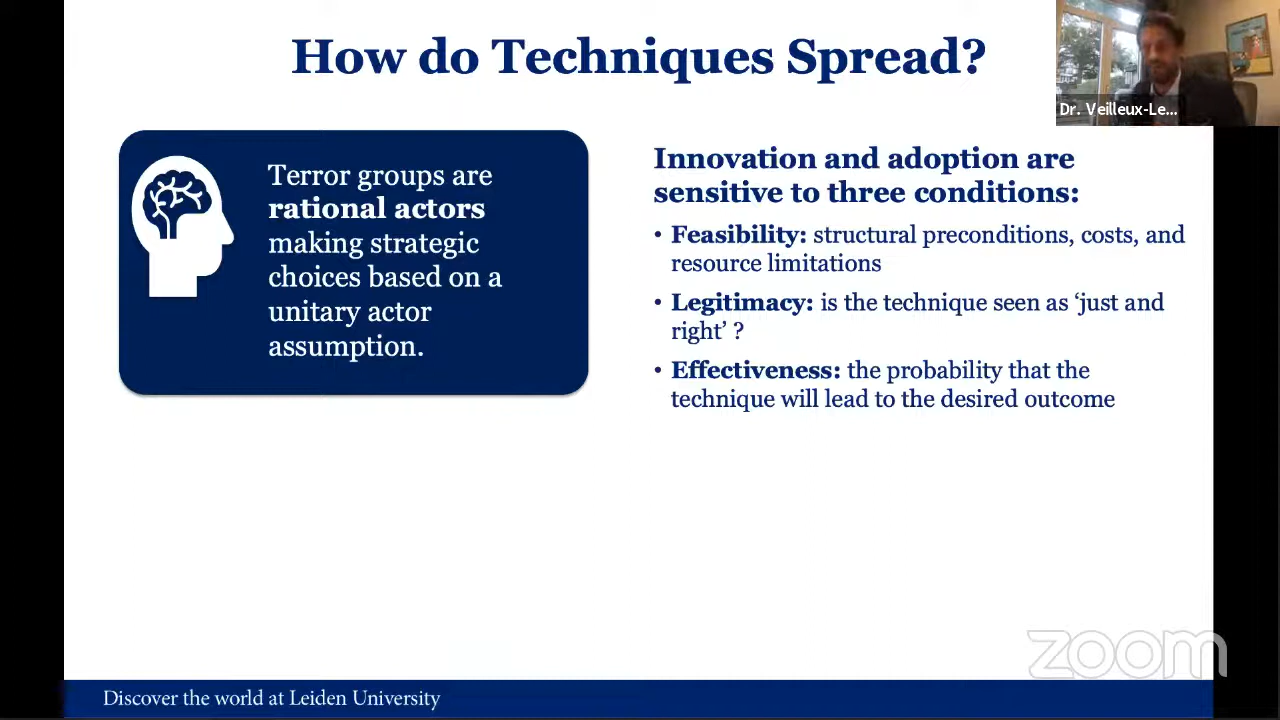 How do Techniques Spread?
Dr. Veilleux-Le...
Terror groups are
rational actors
making strategic
choices based on a
unitary actor
assumption.
Innovation and adoption are
sensitive to three conditions:
• Feasibility: structural preconditions, costs, and
resource limitations
• Legitimacy: is the technique seen as ‘just and
right’ ?
• Effectiveness: the probability that the
technique will lead to the desired outcome
zoom
Discover the world at Leiden University